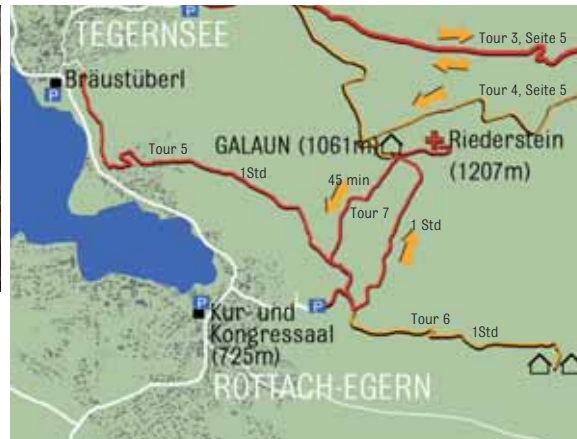 TEGERNSEE
P
Tour 3, Seite 5
Bräustüberl
P
Tour 4, Seite 5
Tour 5
GALAUN (1061m)
Riederstein
(1207m)
1Std
45 min
Tour 7
1 Std
P
P
Kur- und
Kongressaal
(725m)
Tour 6
1Std
ROTTACH-EGERN